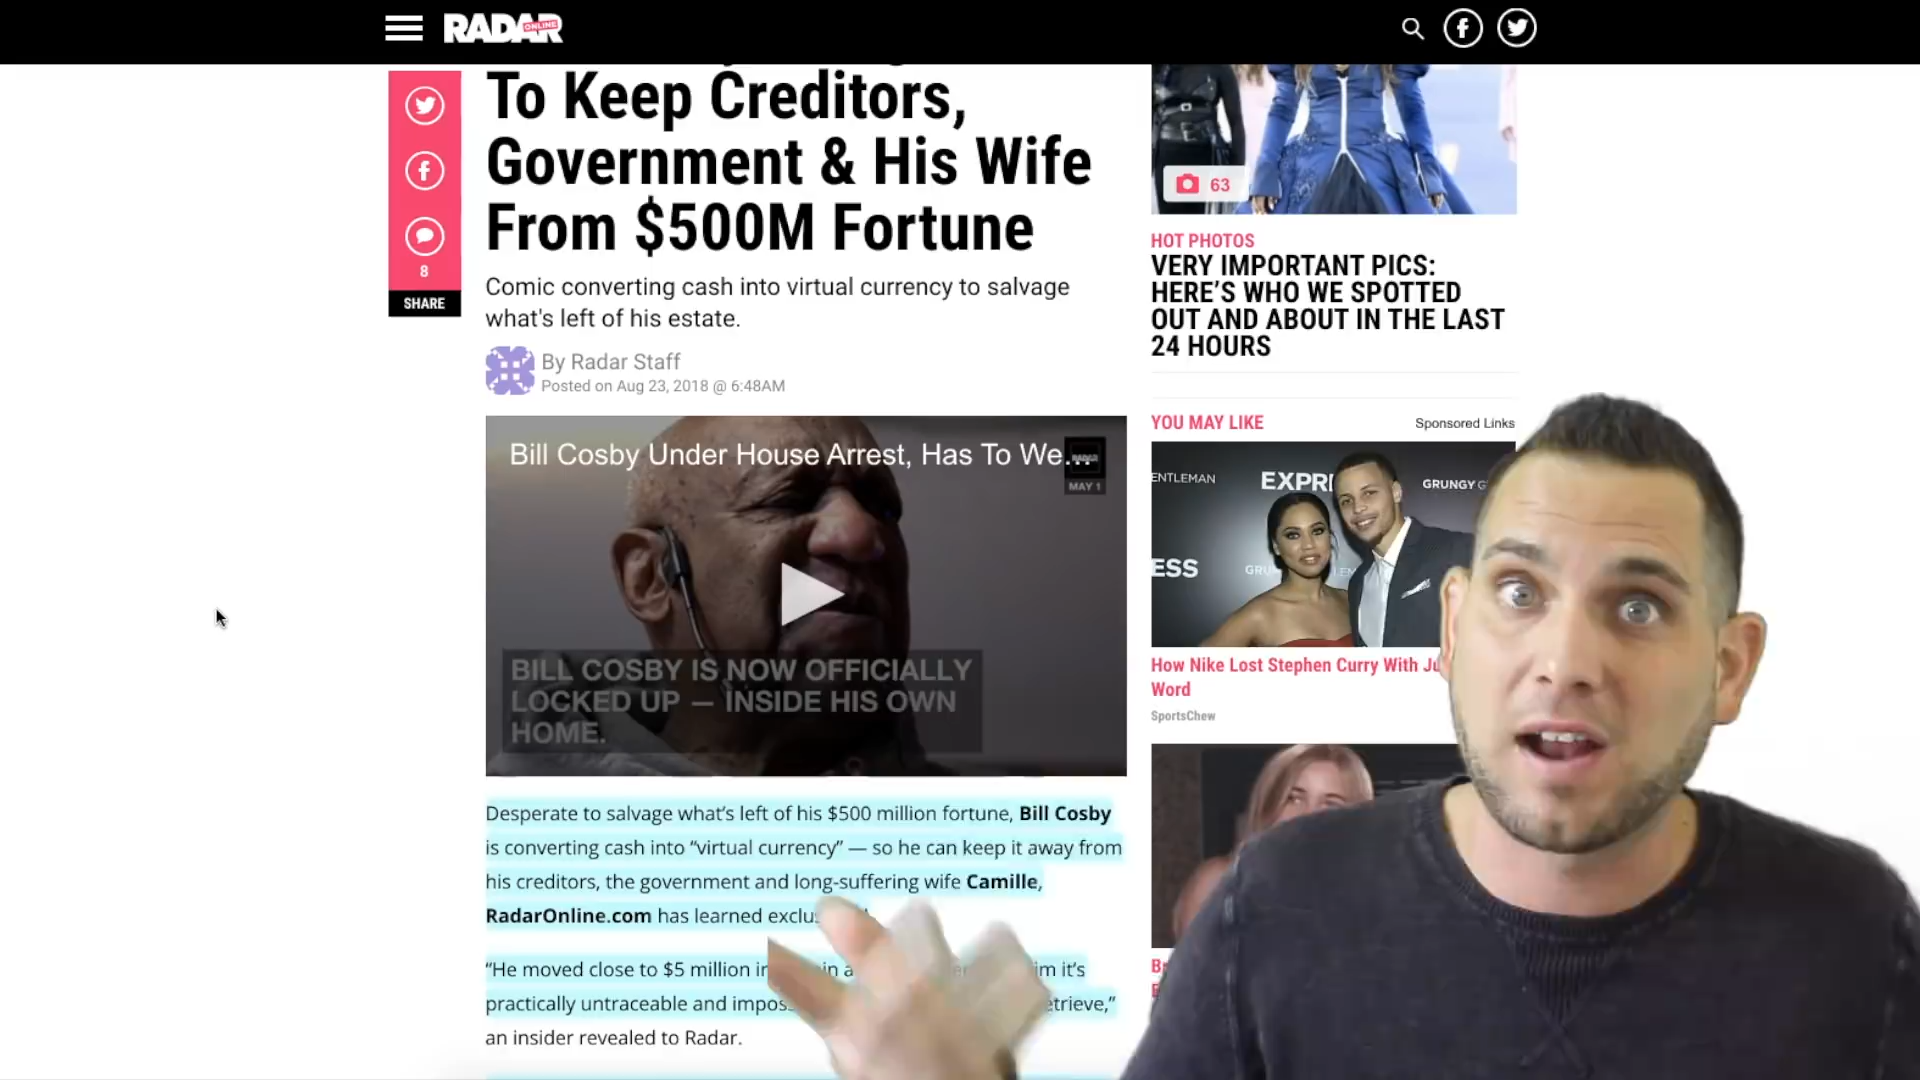 RADAR
ONLINE
To Keep Creditors,
Government & His Wife
From $500M Fortune
8
SHARE
Comic converting cash into virtual currency to salvage
what's left of his estate.
By Radar Staff
Posted on Aug 23, 2018 @ 6:48AM
Bill Cosby Under House Arrest, Has To We...
RADAR
MAY 1
BILL COSBY IS NOW OFFICIALLY
LOCKED UP — INSIDE HIS OWN
HOME.
Desperate to salvage what's left of his $500 million fortune, Bill Cosby
is converting cash into “virtual currency” — so he can keep it away from
his creditors, the government and long-suffering wife Camille,
RadarOnline.com has learned
“He moved close to $5 million it's
practically untraceable and
an insider revealed to Radar.
63
HOT PHOTOS
VERY IMPORTANT PICS:
HERE'S WHO WE SPOTTED
OUT AND ABOUT IN THE LAST
24 HOURS
YOU MAY LIKE
Sponsored Links
ENTLEMAN
EXPR
GRUNGY G
ESS
GRU
LEM
How Nike Lost Stephen Curry With
Word
SportsChew